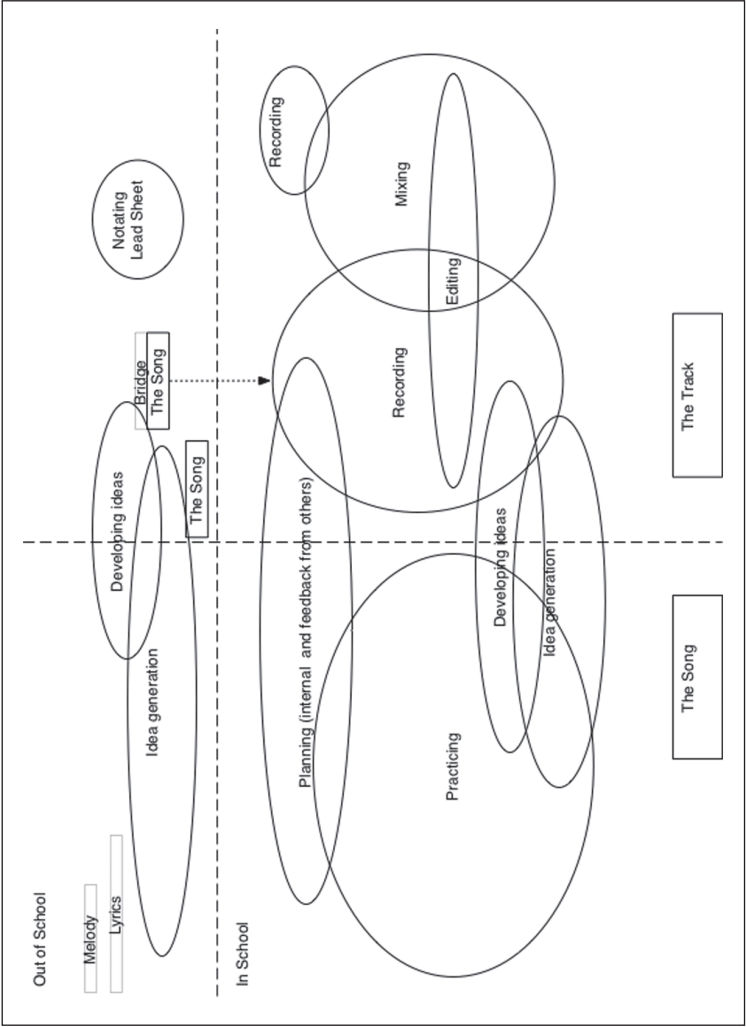 Out of School
Melody
Lyrics
Idea generation
Developing ideas
The Song
Bridge
The Song
Notating
Lead Sheet
In School
Planning (internal and feedback from others)
Practicing
Developing ideas
Idea generation
Recording
Editing
Mixing
Recording
The Song
The Track